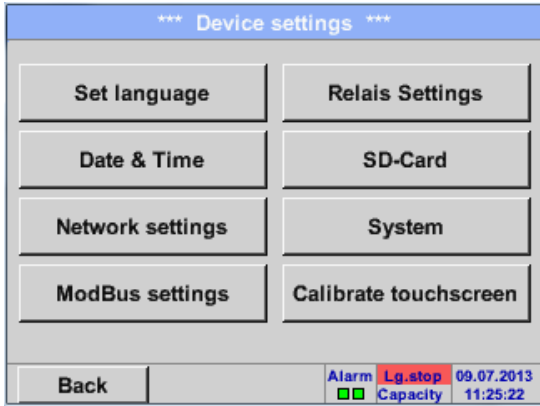 *** Device settings ***
Set language
Relais Settings
Date & Time
SD-Card
Network settings
System
ModBus settings
Calibrate touchscreen
Back
Alarm Lg.stop 09.07.2013
Capacity 11:25:22